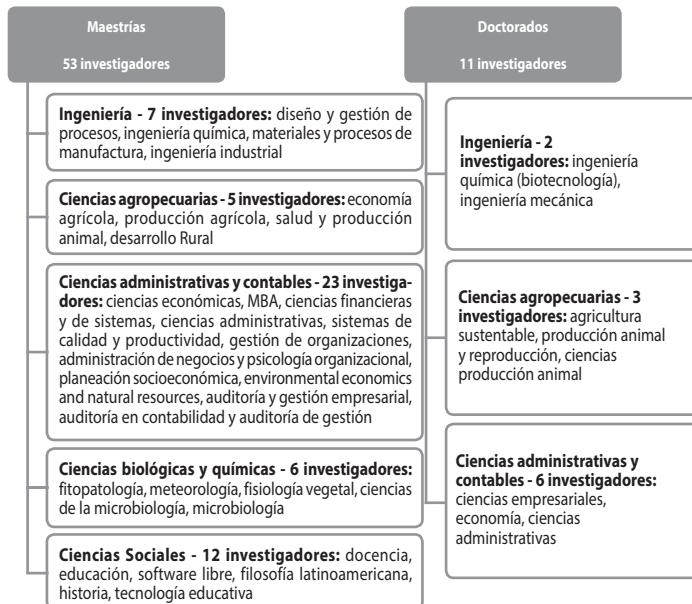 Maestrías
53 investigadores
Ingeniería - 7 investigadores: diseño y gestión de
procesos, ingeniería química, materiales y procesos de
manufactura, ingeniería industrial
Ciencias agropecuarias - 5 investigadores: economía
agrícola, producción agrícola, salud y producción
animal, desarrollo Rural
Ciencias administrativas y contables - 23 investiga-
dores: ciencias económicas, MBA, ciencias financieras
y de sistemas, ciencias administrativas, sistemas de
calidad y productividad, gestión de organizaciones,
administración de negocios y psicología organizacional,
planeación socioeconómica, environmental economics
and natural resources, auditoría y gestión empresarial,
auditoría en contabilidad y auditoría de gestión
Ciencias biológicas y químicas - 6 investigadores:
fitopatología, meteorología, fisiología vegetal, ciencias
de la microbiología, microbiología
Ciencias Sociales - 12 investigadores: docencia,
educación, software libre, filosofía latinoamericana,
historia, tecnología educativa
Doctorados
11 investigadores
Ingeniería - 2
investigadores: ingeniería
química (biotecnología),
ingeniería mecánica
Ciencias agropecuarias - 3
investigadores: agricultura
sustentable, producción animal
y reproducción, ciencias
producción animal
Ciencias administrativas y
contables - 6 investigadores:
ciencias empresariales,
economía, ciencias
administrativas